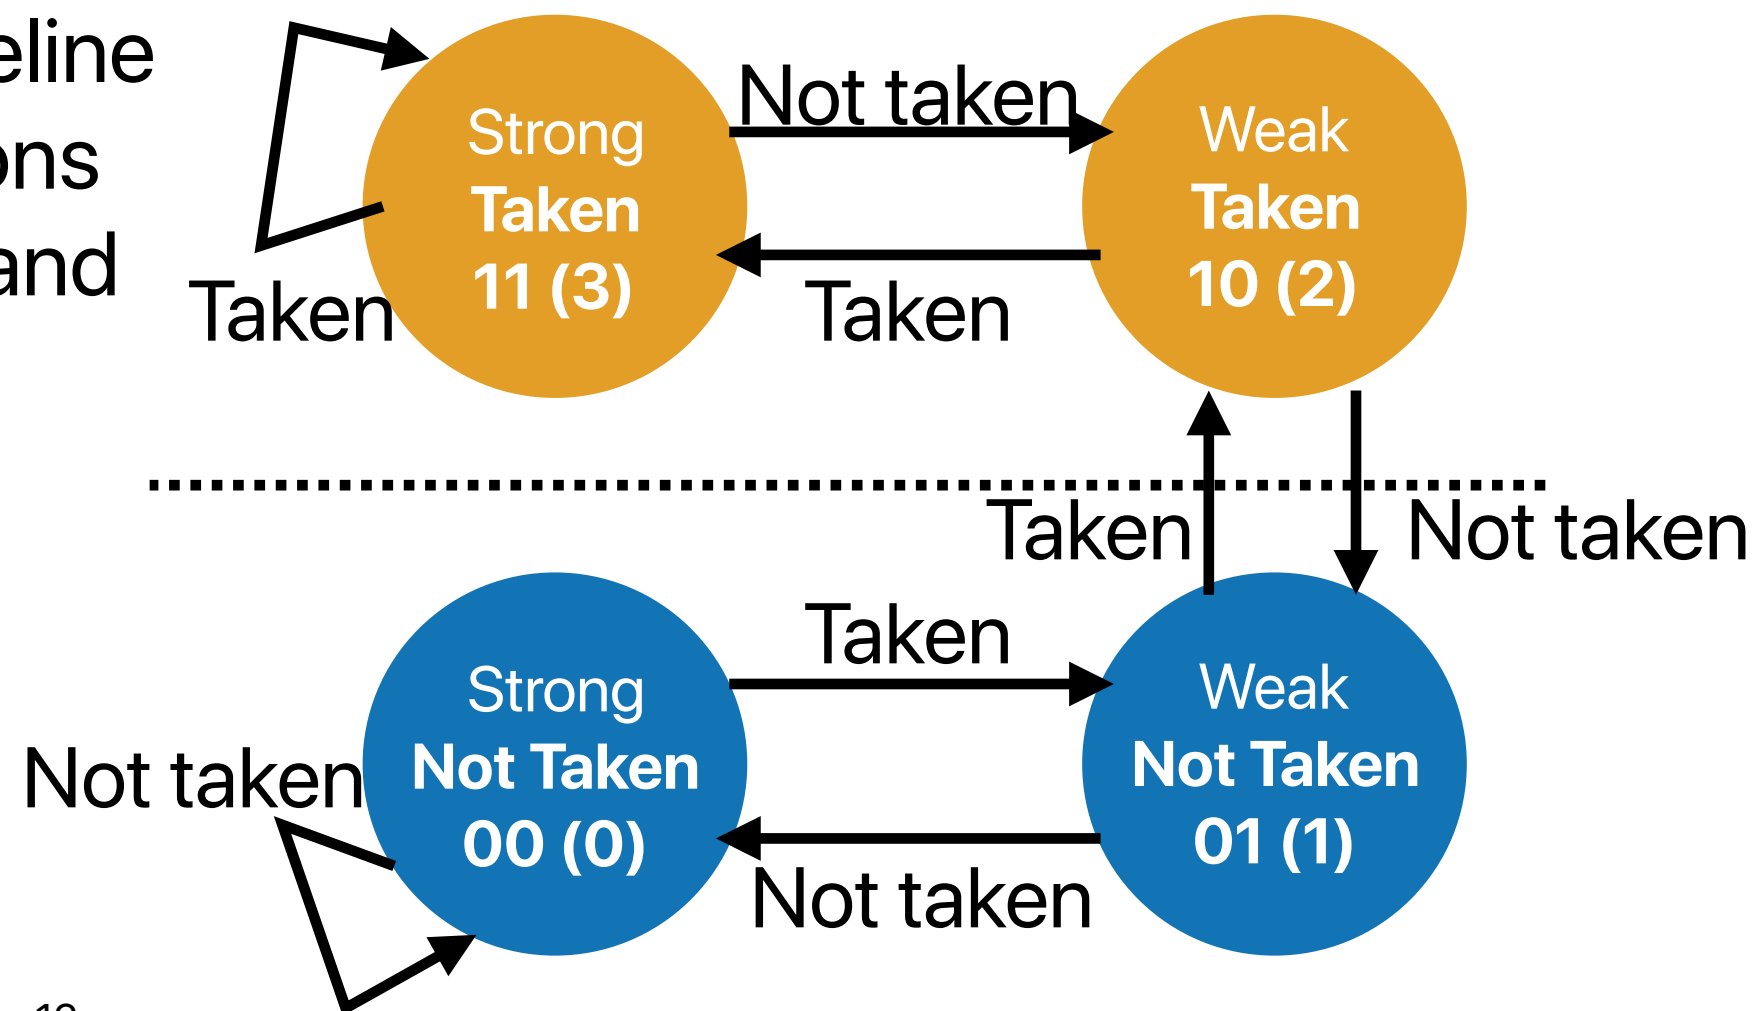 eline
ons
and
Strong
Taken
11 (3)
Not taken
Weak
Taken
10 (2)
Taken
Taken
Taken
Not taken
Strong
Not Taken
00 (0)
Taken
Weak
Not Taken
01 (1)
Not taken
Not taken